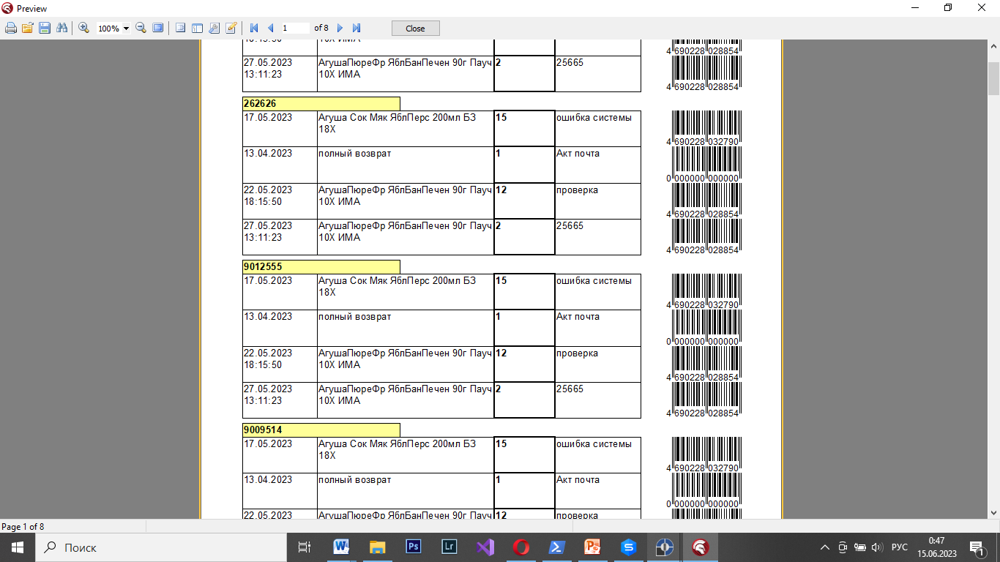 Preview
100%
1 of 8
Close
4 690228 028854
27.05.2023 АгушаПюреФр ЯблБанПечен 90г Пауч 2 25665
13:11:23 10Х ИМА
4 690228 028854
262626
17.05.2023 Агуша Сок Мяк ЯблПерс 200мл БЗ 15 ошибка системы
18Х
4 690228 032790
13.04.2023 полный возврат 1 Акт почта
0 000000 000000
22.05.2023 АгушаПюреФр ЯблБанПечен 90г Пауч 12 проверка
18:15:50 10Х ИМА
4 690228 028854
27.05.2023 АгушаПюреФр ЯблБанПечен 90г Пауч 2 25665
13:11:23 10Х ИМА
4 690228 028854
9012555
17.05.2023 Агуша Сок Мяк ЯблПерс 200мл БЗ 15 ошибка системы
18Х
4 690228 032790
13.04.2023 полный возврат 1 Акт почта
0 000000 000000
22.05.2023 АгушаПюреФр ЯблБанПечен 90г Пауч 12 проверка
18:15:50 10Х ИМА
4 690228 028854
27.05.2023 АгушаПюреФр ЯблБанПечен 90г Пауч 2 25665
13:11:23 10Х ИМА
4 690228 028854
9009514
17.05.2023 Агуша Сок Мяк ЯблПерс 200мл БЗ 15 ошибка системы
18Х
4 690228 032790
13.04.2023 полный возврат 1 Акт почта
0 000000 000000
22.05.2023 АгушаПюреФр ЯблБанПечен 90г Пауч 12 проверка
Page 1 of 8
Поиск
W Ps Lr P S
РУС
0:47
15.06.2023
1